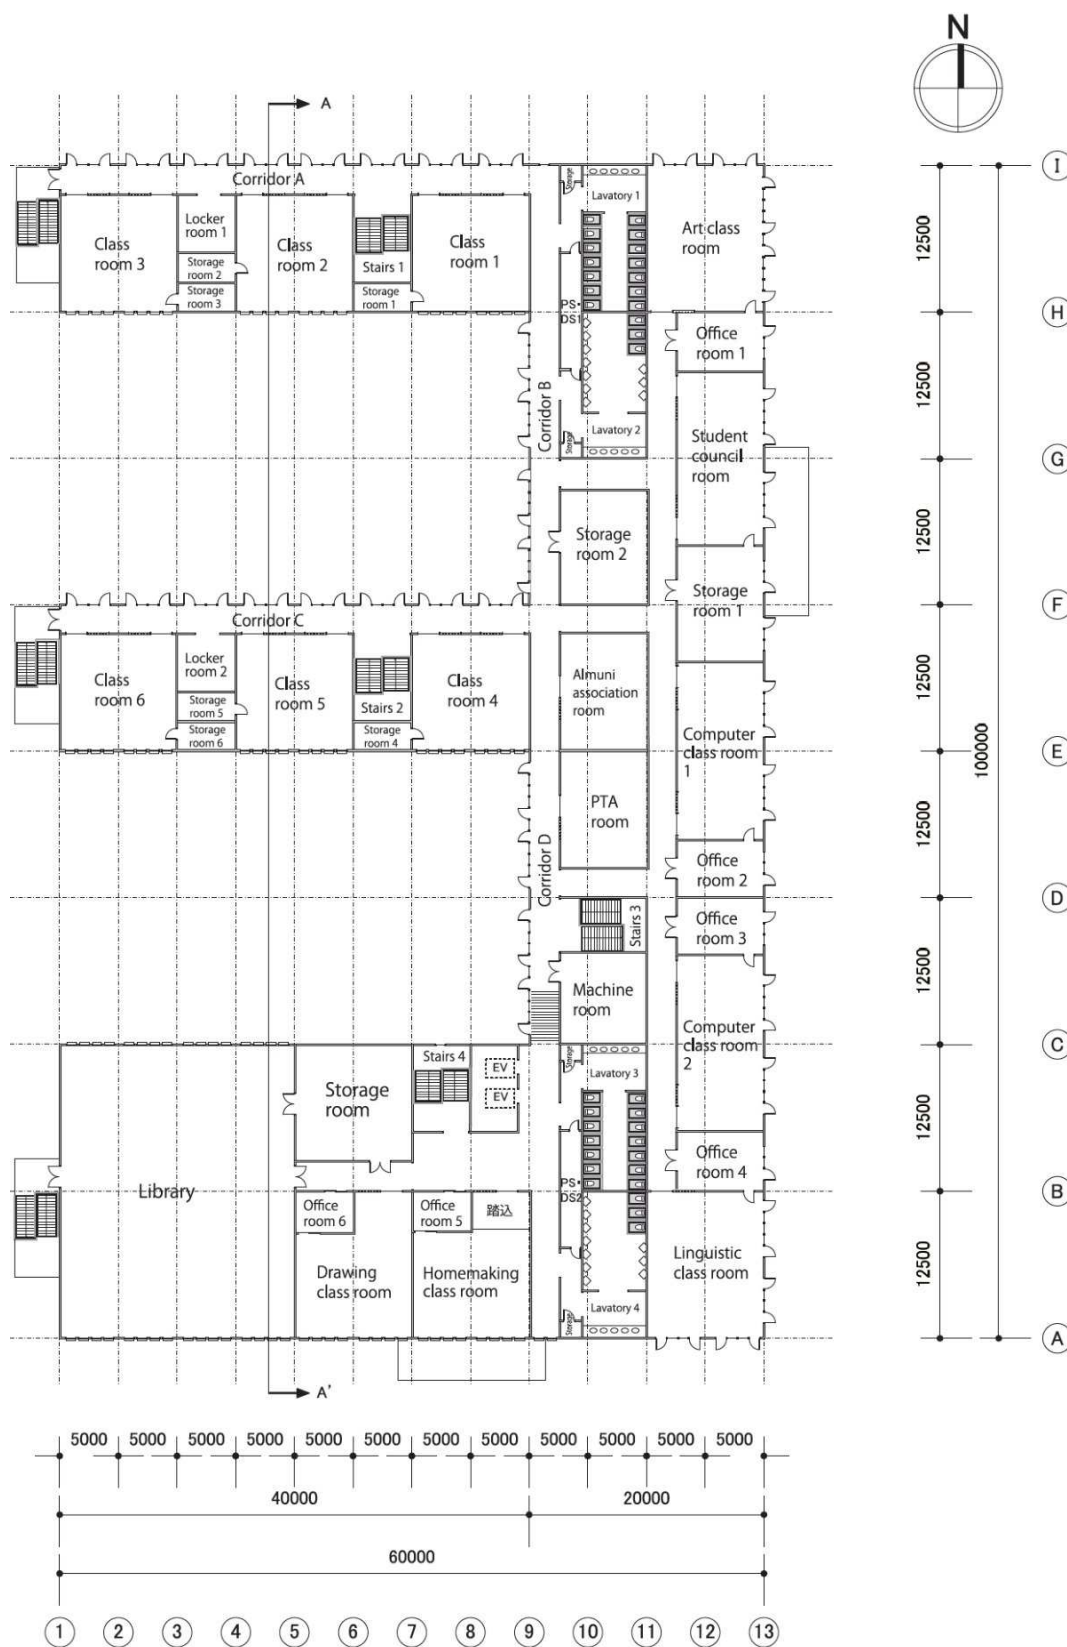 N
A
I
Corridor A
Storage
Lavatory 1
Class
room 3
Locker
room 1
Storage
room 2
Storage
room 3
Class
room 2
Stairs 1
Storage
room 1
Class
room 1
Art class
room
12500
PS•
DS1
H
Office
room 1
12500
Corridor B
Student
council
room
Storage
Lavatory 2
G
Storage
room 2
12500
Storage
room 1
F
Corridor C
Class
room 6
Locker
room 2
Storage
room 5
Storage
room 6
Class
room 5
Stairs 2
Storage
room 4
Class
room 4
Almuni
association
room
12500
Computer
class room
1
E
100000
PTA
room
12500
Corridor D
Office
room 2
D
Stairs 3
Office
room 3
12500
Machine
room
Computer
class room
2
C
Stairs 4
EV
EV
Storage
Lavatory 3
Storage
room
12500
Office
room 4
PS•
DS2
B
Library
Office
room 6
Office
room 5
踏込
Drawing
class room
Homemaking
class room
Linguistic
class room
12500
Storage
Lavatory 4
A
A'
5000 5000 5000 5000 5000 5000 5000 5000 5000 5000 5000 5000
40000 20000
60000
1 2 3 4 5 6 7 8 9 10 11 12 13